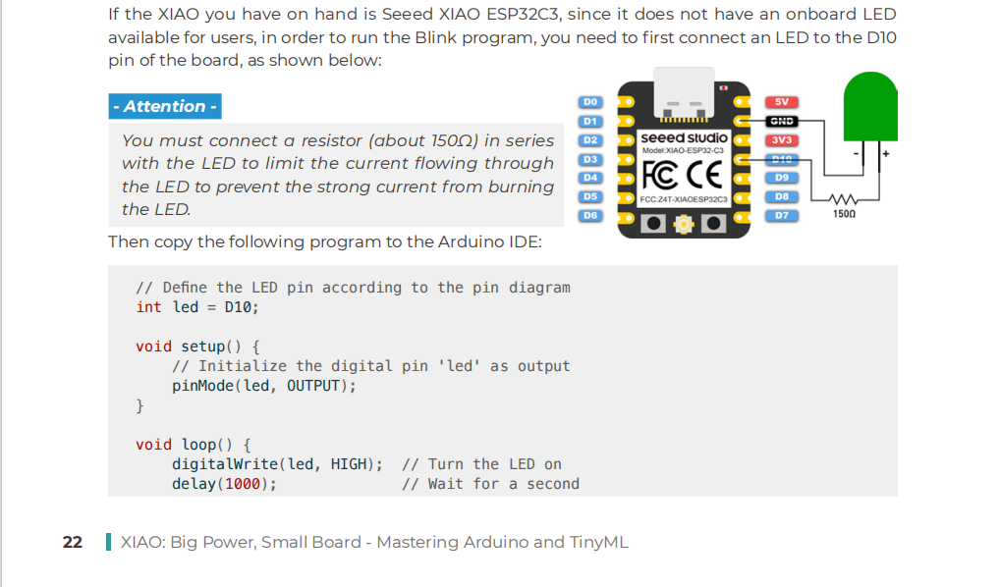 If the XIAO you have on hand is Seeed XIAO ESP32C3, since it does not have an onboard LED
available for users, in order to run the Blink program, you need to first connect an LED to the D10
pin of the board, as shown below:
- Attention -
You must connect a resistor (about 150Ω) in series
with the LED to limit the current flowing through
the LED to prevent the strong current from burning
the LED.
D0
D1
D2
D3
D4
D5
D6
seeed studio
Model:XIAO-ESP32-C3
FC CE
FCC:Z4T-XIAOESP32C3
5V
GND
3V3
D10
D9
D8
D7
- +
150Ω
Then copy the following program to the Arduino IDE:
// Define the LED pin according to the pin diagram
int led = D10;
void setup() {
// Initialize the digital pin 'led' as output
pinMode(led, OUTPUT);
}
void loop() {
digitalWrite(led, HIGH); // Turn the LED on
delay(1000); // Wait for a second
22 XIAO: Big Power, Small Board - Mastering Arduino and TinyML